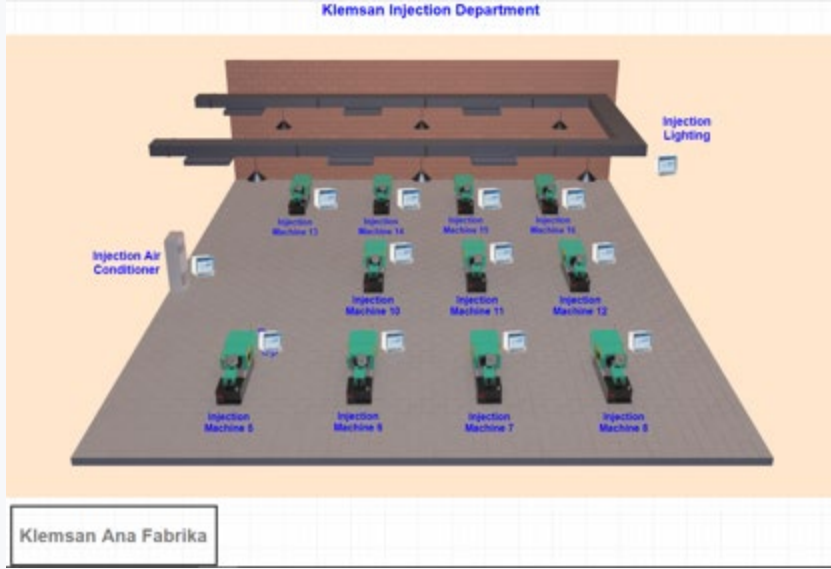 Klemsan Injection Department
Injection
Lighting
Injection
Machine 13
Injection
Machine 14
Injection
Machine 15
Injection
Machine 16
Injection Air
Conditioner
Injection
Machine 10
Injection
Machine 11
Injection
Machine 12
Injection
Machine 5
Injection
Machine 6
Injection
Machine 7
Injection
Machine 8
Klemsan Ana Fabrika